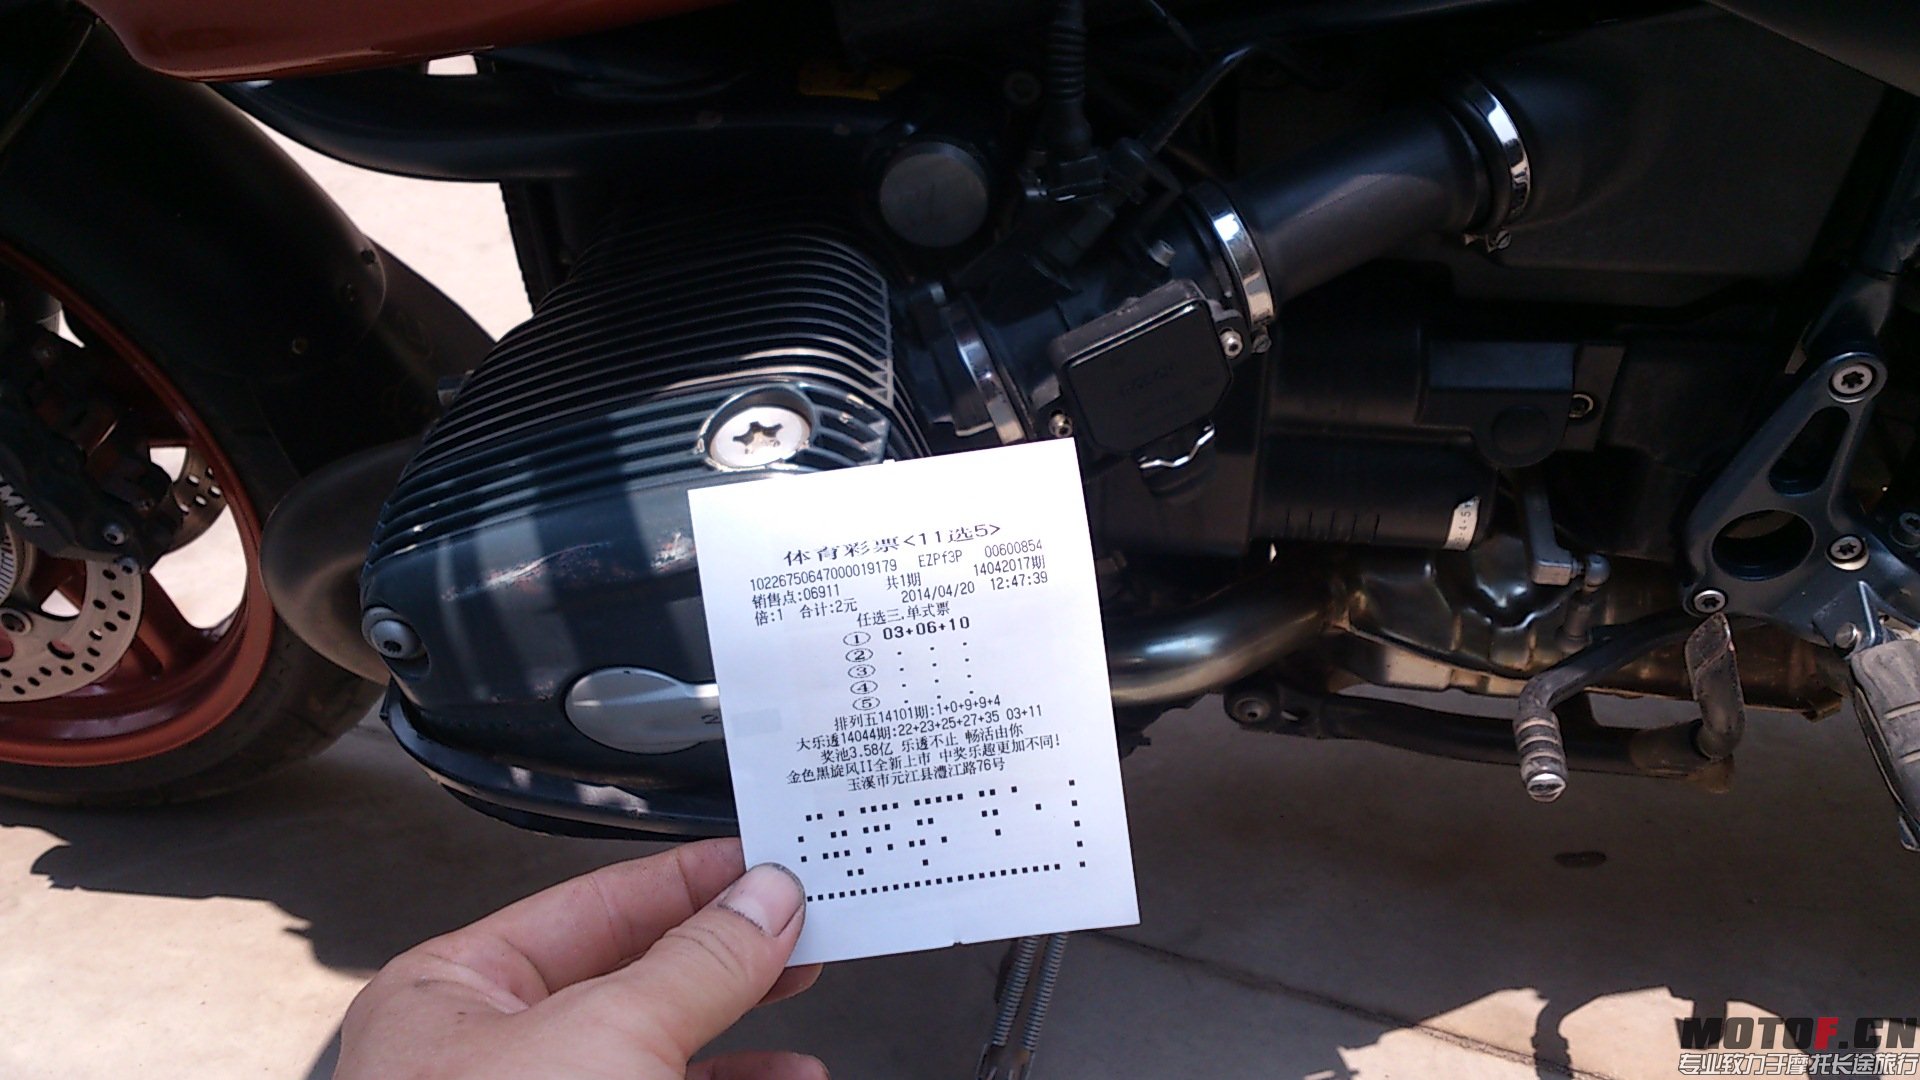 体育彩票<11选5>
10226750647000019179 EZPf3P 00600854
销售点:06911 共1期 14042017期
倍:1 合计:2元 2014/04/20 12:47:39
任选三.单式票
① 03+06+10
②
③
④
⑤
排列五14101期:1+0+9+9+4
大乐透14044期:22+23+25+27+35 03+11
奖池3.58亿 乐透不止 畅活由你
金色黑旋风II全新上市 中奖乐趣更加不同!
玉溪市元江县澧江路76号
MOTOF.CN
专业致力于摩托长途旅行